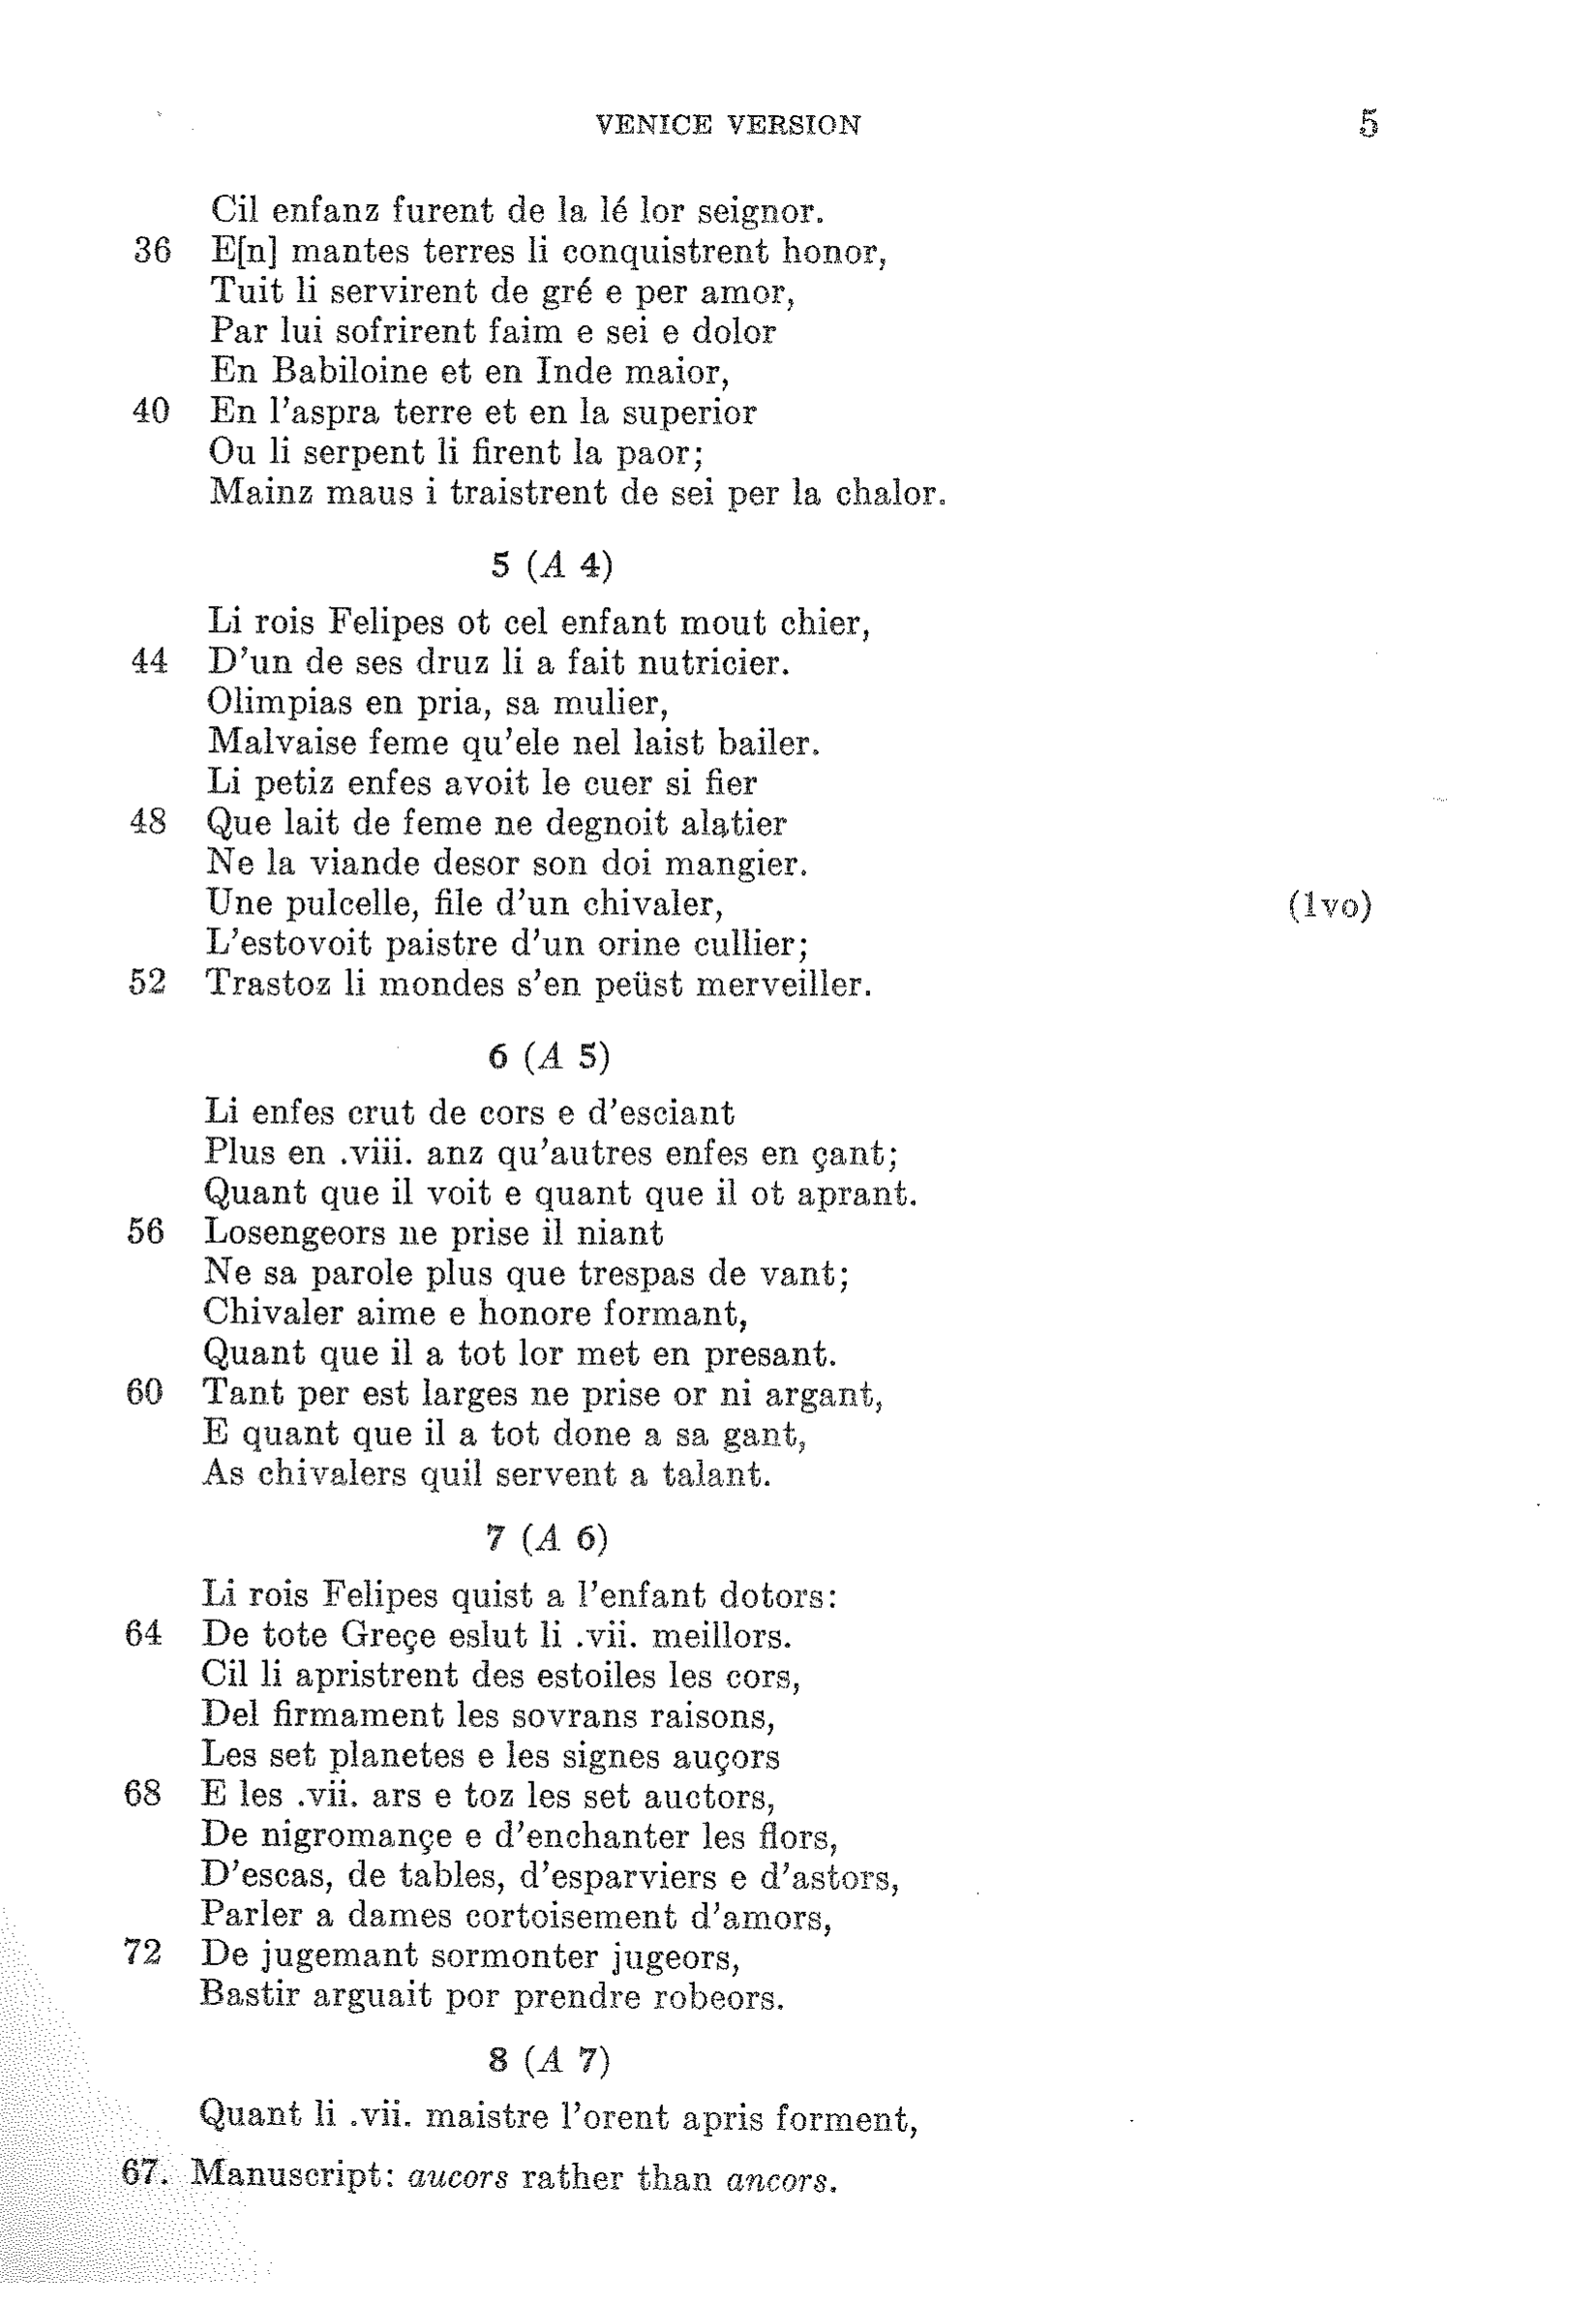 VENICE VERSION 5
Cil enfanz furent de la lé lor seignor.
36 E[n] mantes terres li conquistrent honor,
Tuit li servirent de gré e per amor,
Par lui sofrirent faim e sei e dolor
En Babiloine et en Inde maior,
40 En l'aspra terre et en la superior
Ou li serpent li firent la paor;
Mainz maus i traistrent de sei per la chalor.
5 (A 4)
Li rois Felipes ot cel enfant mout chier,
44 D'un de ses druz li a fait nutricier.
Olimpias en pria, sa mulier,
Malvaise feme qu'ele nel laist bailer.
Li petiz enfes avoit le cuer si fier
48 Que lait de feme ne degnoit alatier
Ne la viande desor son doi mangier.
Une pulcelle, file d'un chivaler, (1vo)
L'estovoit paistre d'un orine cullier;
52 Trastoz li mondes s'en peüst merveiller.
6 (A 5)
Li enfes crut de cors e d'esciant
Plus en .viii. anz qu'autres enfes en çant;
Quant que il voit e quant que il ot aprant.
56 Losengeors ne prise il niant
Ne sa parole plus que trespas de vant;
Chivaler aime e honore formant,
Quant que il a tot lor met en presant.
60 Tant per est larges ne prise or ni argant,
E quant que il a tot done a sa gant,
As chivalers quil servent a talant.
7 (A 6)
Li rois Felipes quist a l'enfant dotors:
64 De tote Greçe eslut li .vii. meillors.
Cil li apristrent des estoiles les cors,
Del firmament les sovrans raisons,
Les set planetes e les signes auçors
68 E les .vii. ars e toz les set auctors,
De nigromançe e d'enchanter les flors,
D'escas, de tables, d'esparviers e d'astors,
Parler a dames cortoisement d'amors,
72 De jugemant sormonter jugeors,
Bastir arguait por prendre robeors.
8 (A 7)
Quant li .vii. maistre l'orent apris forment,
67. Manuscript: aucors rather than ancors.